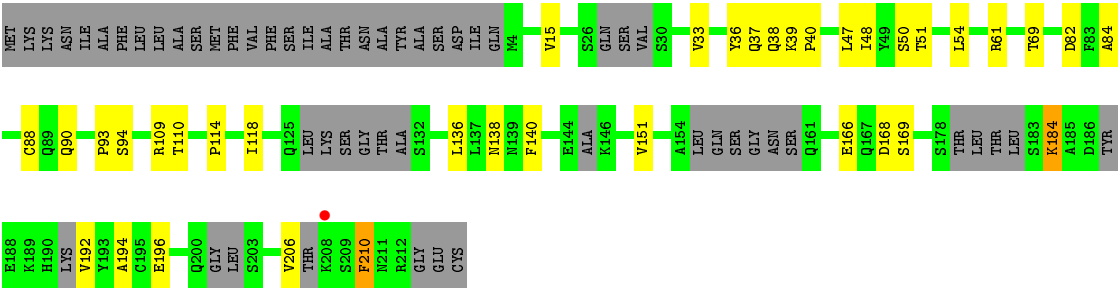 MET LYS LYS ASN ILE ALA PHE LEU LEU ALA SER MET PHE VAL PHE SER ILE ALA THR ASN ALA TYR ALA SER ASP ILE GLN M4 V15 S26 GLN SER VAL S30 V33 Y36 Q37 Q38 K39 P40 L47 I48 Y49 S50 T51 L54 R61 T69 D82 F83 A84
C88 Q89 Q90 P93 S94 R109 T110 P114 I118 Q125 LEU LYS SER GLY THR ALA S132 L136 L137 N138 N139 F140 E144 ALA K146 V151 A154 LEU GLN SER GLY ASN SER Q161 E166 Q167 D168 S169 S178 THR LEU THR LEU S183 K184 A185 D186 TYR
E188 K189 H190 LYS V192 Y193 A194 C195 E196 Q200 GLY LEU S203 V206 THR K208 S209 F210 N211 R212 GLY GLU CYS